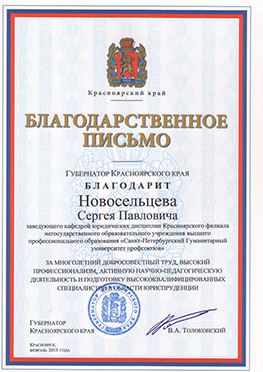 Красноярский край
БЛАГОДАРСТВЕННОЕ
ПИСЬМО
ГУБЕРНАТОР КРАСНОЯРСКОГО КРАЯ
БЛАГОДАРИТ
Новосельцева
Сергея Павловича
заведующего кафедрой юридических дисциплин Красноярского филиала
негосударственного образовательного учреждения высшего
профессионального образования «Санкт-Петербургский Гуманитарный
университет профсоюзов»
ЗА МНОГОЛЕТНИЙ ДОБРОСОВЕСТНЫЙ ТРУД, ВЫСОКИЙ
ПРОФЕССИОНАЛИЗМ, АКТИВНУЮ НАУЧНО-ПЕДАГОГИЧЕСКУЮ
ДЕЯТЕЛЬНОСТЬ И ПОДГОТОВКУ ВЫСОКОКВАЛИФИЦИРОВАННЫХ
СПЕЦИАЛИСТОВ В ОБЛАСТИ ЮРИСПРУДЕНЦИИ
ГУБЕРНАТОР
КРАСНОЯРСКОГО КРАЯ
В.А. Толоконский
КРАСНОЯРСК,
ФЕВРАЛЬ 2015 ГОДА